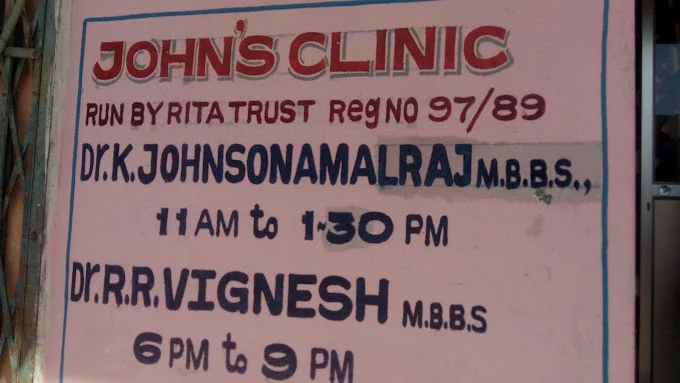 JOHN'S CLINIC
RUN BY RITA TRUST Reg NO 97/89
Dr.K.JOHNSONAMALRAJ M.B.B.S.,
11 AM to 1-30 PM
Dr.R.R.VIGNESH M.B.B.S
6 PM to 9 PM